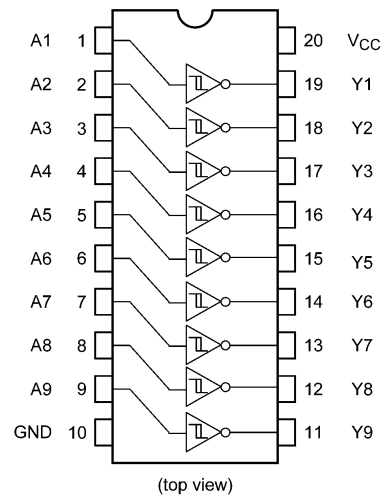 A1 1 20 VCC
A2 2 19 Y1
A3 3 18 Y2
A4 4 17 Y3
A5 5 16 Y4
A6 6 15 Y5
A7 7 14 Y6
A8 8 13 Y7
A9 9 12 Y8
GND 10 11 Y9
(top view)